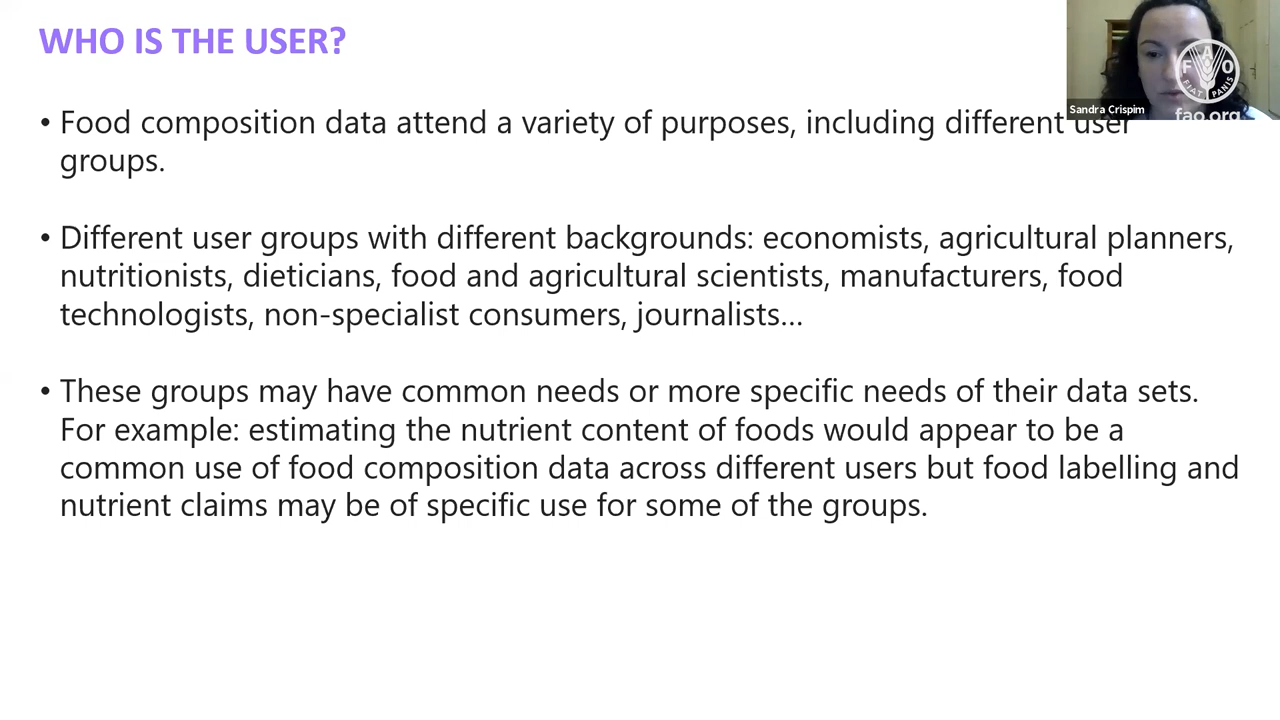 WHO IS THE USER?
• Food composition data attend a variety of purposes, including different user
groups.
• Different user groups with different backgrounds: economists, agricultural planners,
nutritionists, dieticians, food and agricultural scientists, manufacturers, food
technologists, non-specialist consumers, journalists…
• These groups may have common needs or more specific needs of their data sets.
For example: estimating the nutrient content of foods would appear to be a
common use of food composition data across different users but food labelling and
nutrient claims may be of specific use for some of the groups.
F A O
FIAT PANIS
Sandra Crispim
fao.org